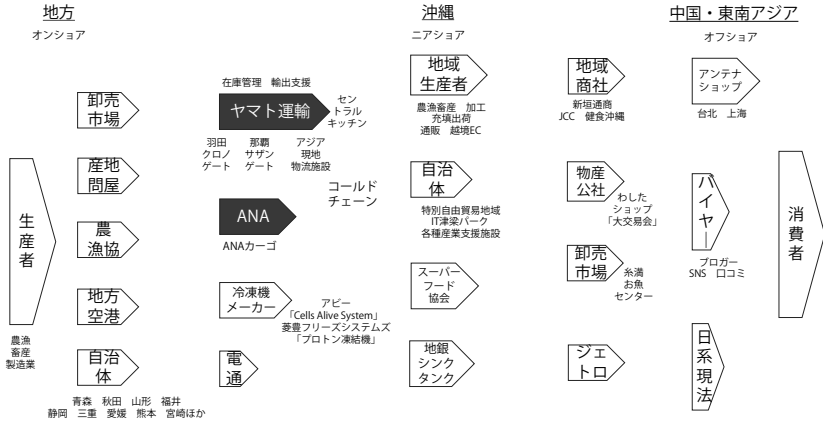 地方
オンショア
沖縄
ニアショア
中国・東南アジア
オフショア
生産者
農漁
畜産
製造業
卸売
市場
産地
問屋
農
漁協
地方
空港
自治
体
青森 秋田 山形 福井
静岡 三重 愛媛 熊本 宮崎ほか
在庫管理 輸出支援
ヤマト運輸
セン
トラル
キッチン
羽田
クロノ
ゲート
那覇
サザン
ゲート
アジア
現地
物流施設
コールド
チェーン
ANA
ANAカーゴ
冷凍機
メーカー
アビー
「Cells Alive System」
菱豊フリーズシステムズ
「プロトン凍結機」
電
通
地域
生産者
農漁畜産 加工
充填出荷
通販 越境EC
自治
体
特別自由貿易地域
IT津梁パーク
各種産業支援施設
スーパー
フード
協会
地銀
シンク
タンク
地域
商社
新垣通商
JCC 健食沖縄
物産
公社
わした
ショップ
「大交易会」
卸売
市場
糸満
お魚
センター
ジェ
トロ
アンテナ
ショップ
台北 上海
バイヤー
ブロガー
SNS 口コミ
日系現法
消費者